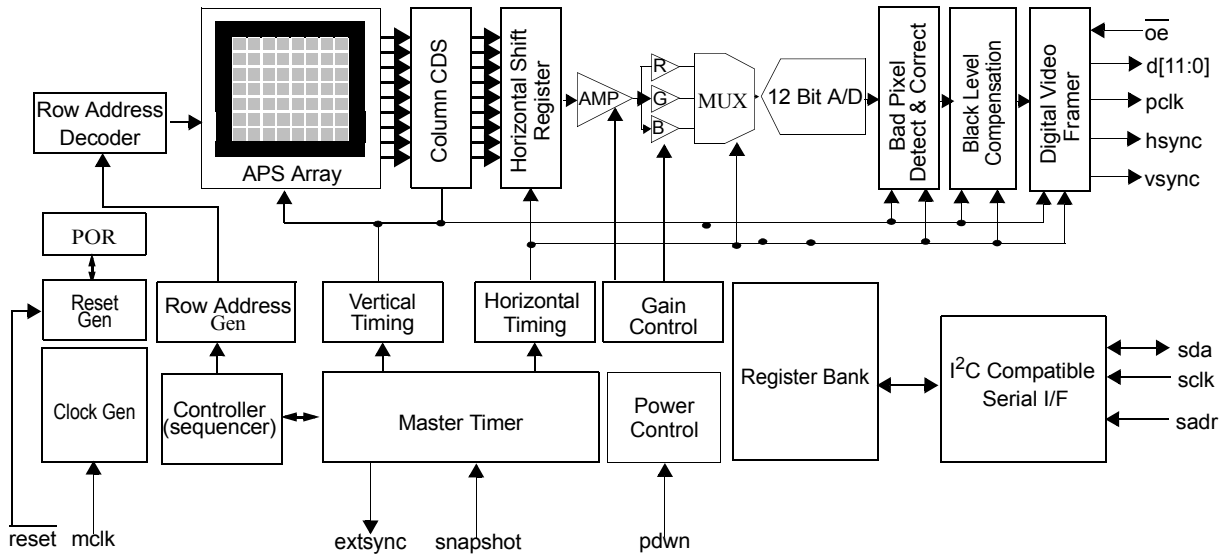 Row Address
Decoder
APS Array
Column CDS
Horizontal Shift
Register
AMP
R
G
B
MUX
12 Bit A/D
Bad Pixel
Detect & Correct
Black Level
Compensation
Digital Video
Framer
oe
d[11:0]
pclk
hsync
vsync
POR
Reset
Gen
Row Address
Gen
Vertical
Timing
Horizontal
Timing
Gain
Control
Clock Gen
Controller
(sequencer)
Master Timer
Power
Control
Register Bank
I²C Compatible
Serial I/F
sda
sclk
sadr
reset
mclk
extsync
snapshot
pdwn